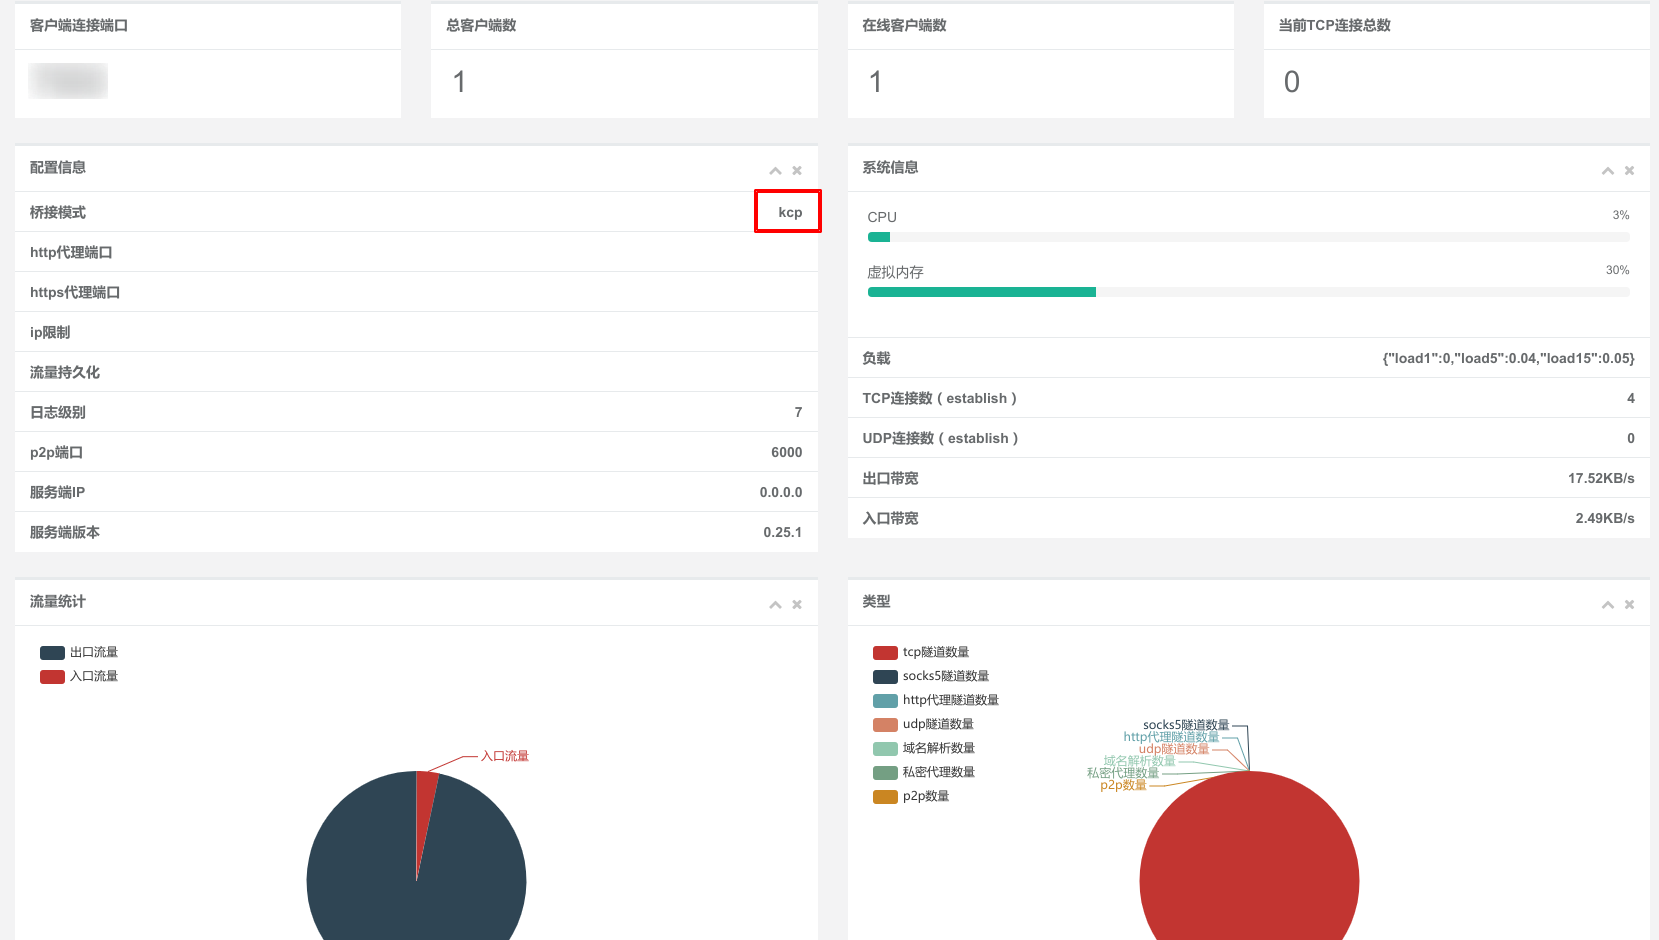 客户端连接端口
总客户端数
1
在线客户端数
1
当前TCP连接总数
0
配置信息
桥接模式 kcp
http代理端口
https代理端口
ip限制
流量持久化
日志级别 7
p2p端口 6000
服务端IP 0.0.0.0
服务端版本 0.25.1
系统信息
CPU 3%
虚拟内存 30%
负载 {"load1":0,"load5":0.04,"load15":0.05}
TCP连接数 ( establish ) 4
UDP连接数 ( establish ) 0
出口带宽 17.52KB/s
入口带宽 2.49KB/s
流量统计
出口流量
入口流量
入口流量
类型
tcp隧道数量
socks5隧道数量
http代理隧道数量
udp隧道数量
域名解析数量
私密代理数量
p2p数量
socks5隧道数量
http代理隧道数量
udp隧道数量
域名解析数量
私密代理数量
p2p数量